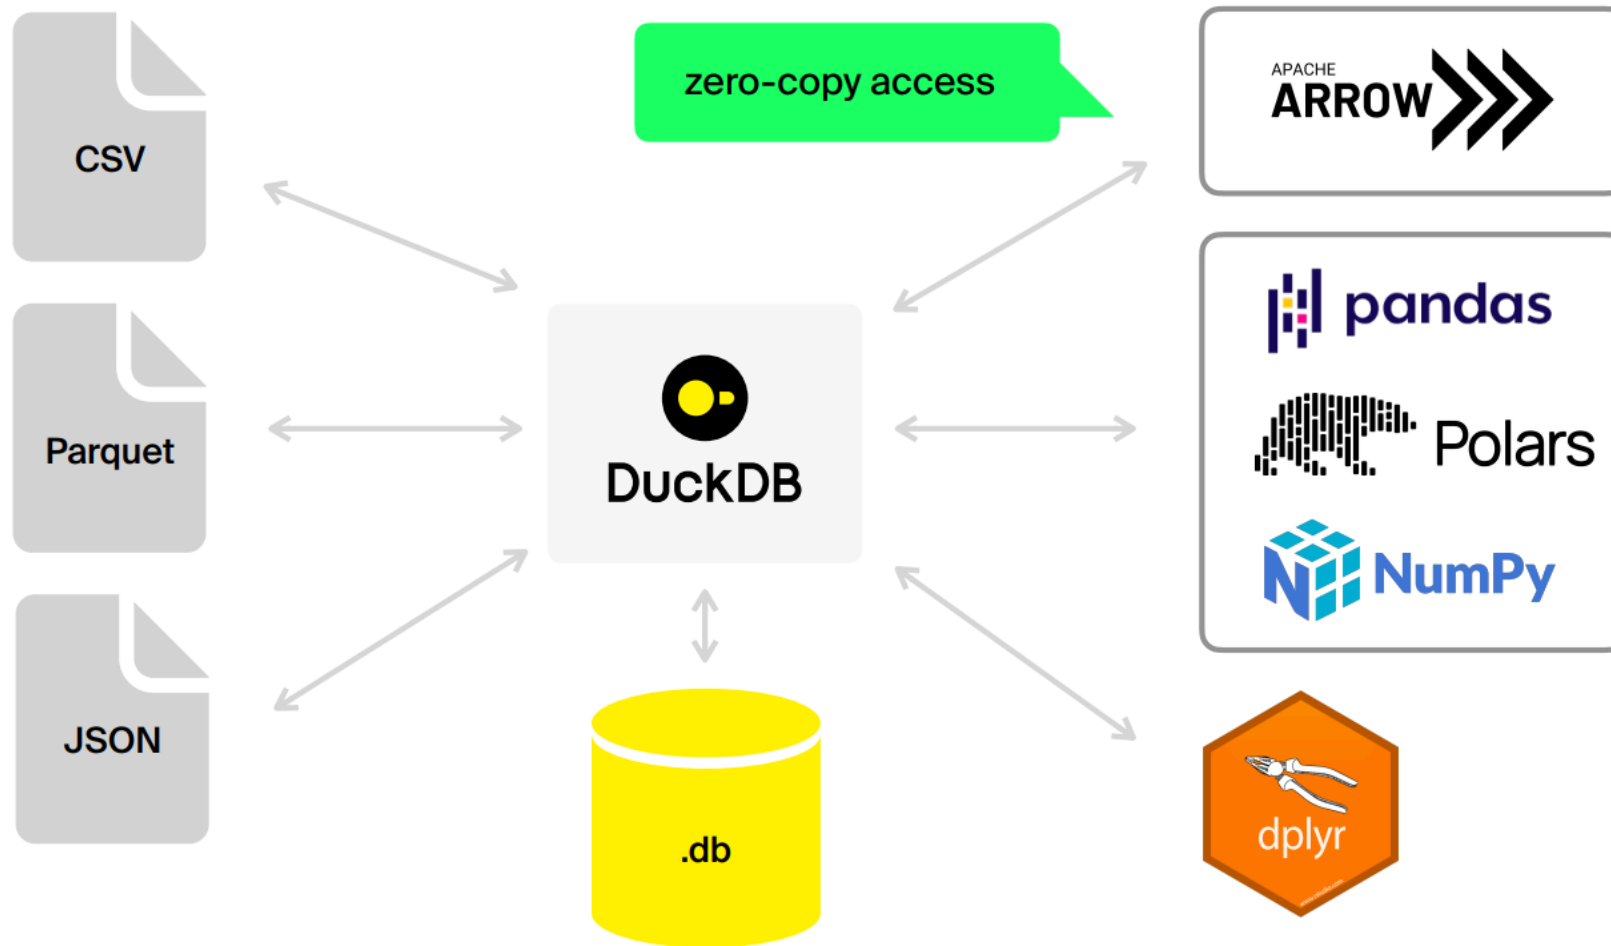 CSV
zero-copy access
APACHE
ARROW
pandas
Parquet
DuckDB
Polars
NumPy
JSON
.db
dplyr